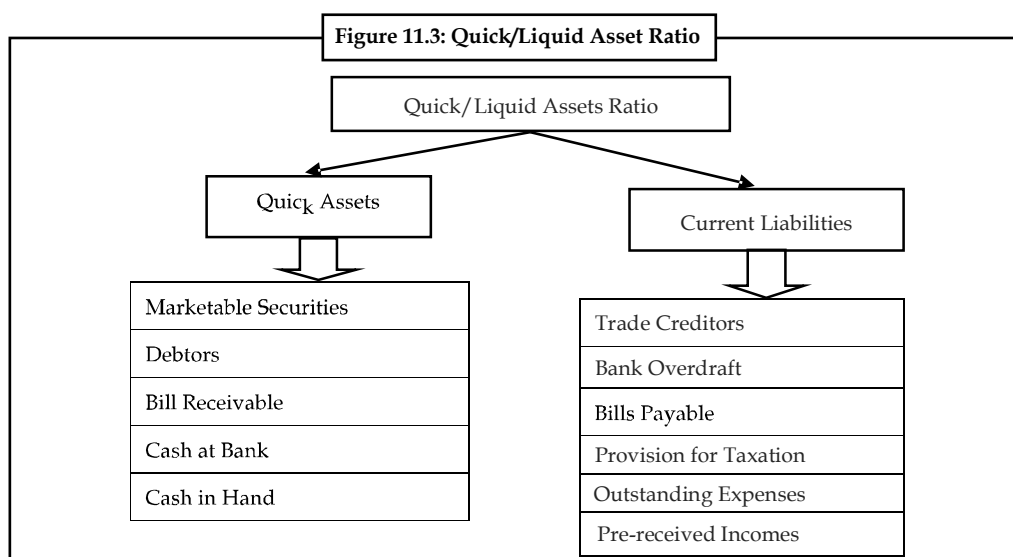 Figure 11.3: Quick/Liquid Asset Ratio
Quick/Liquid Assets Ratio
Quick Assets
Current Liabilities
Marketable Securities
Debtors
Bill Receivable
Cash at Bank
Cash in Hand
Trade Creditors
Bank Overdraft
Bills Payable
Provision for Taxation
Outstanding Expenses
Pre-received Incomes